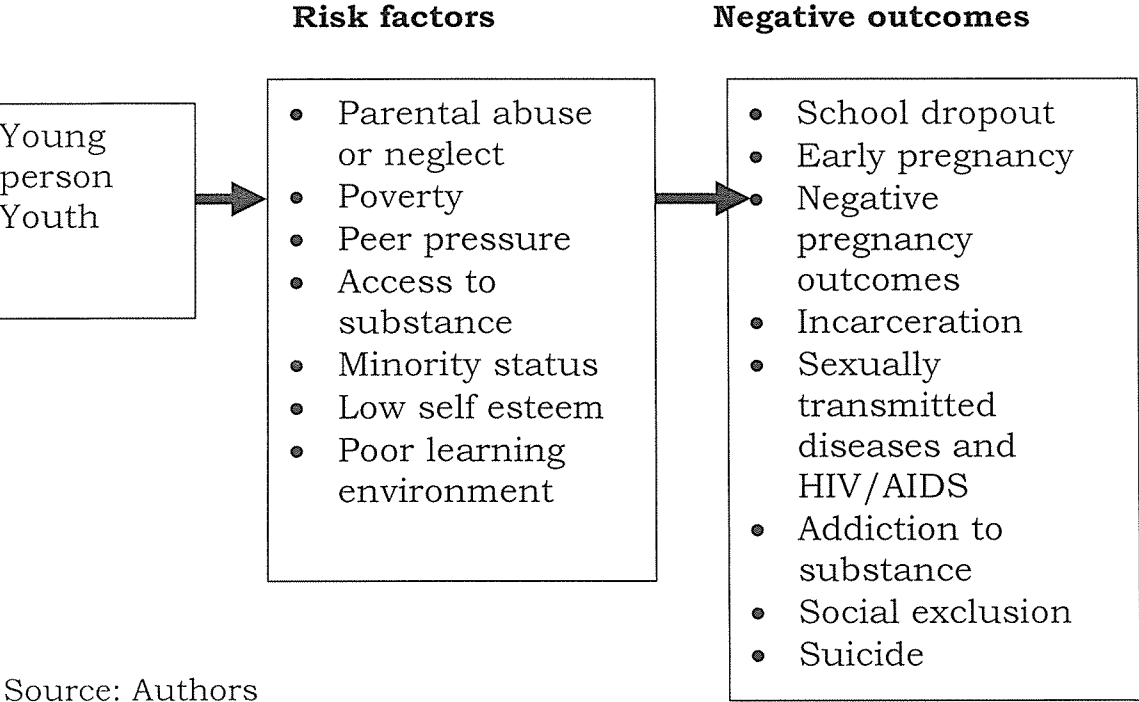 Risk factors
Negative outcomes
Young
person
Youth
• Parental abuse
or neglect
• Poverty
• Peer pressure
• Access to
substance
• Minority status
• Low self esteem
• Poor learning
environment
• School dropout
• Early pregnancy
• Negative
pregnancy
outcomes
• Incarceration
• Sexually
transmitted
diseases and
HIV/AIDS
• Addiction to
substance
• Social exclusion
• Suicide
Source: Authors